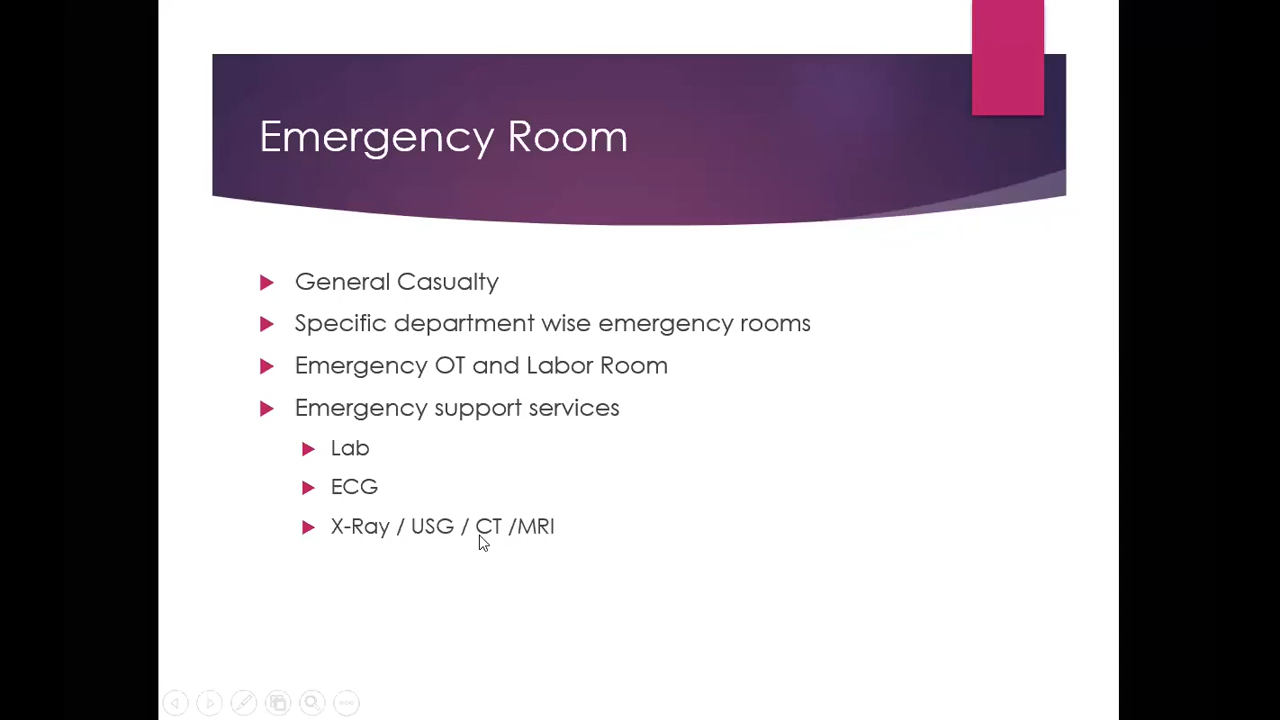 Emergency Room
General Casualty
Specific department wise emergency rooms
Emergency OT and Labor Room
Emergency support services
Lab
ECG
X-Ray / USG / CT /MRI